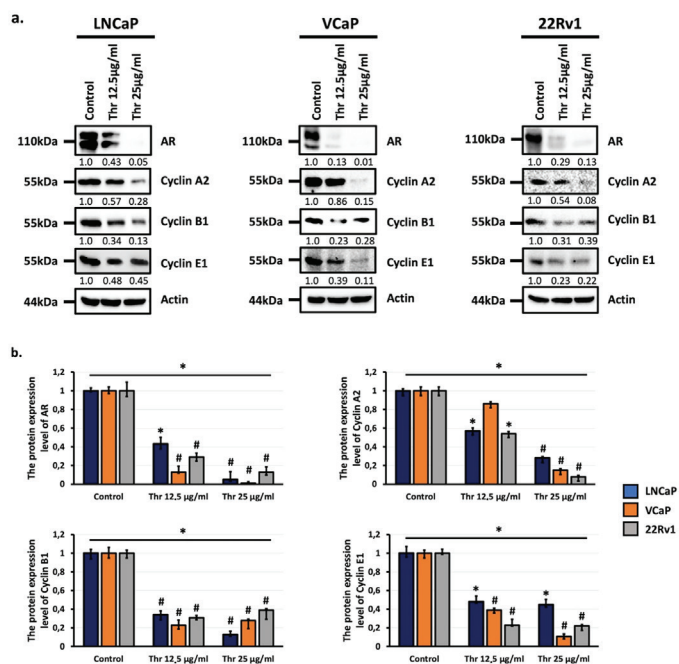 a.
LNCaP
Control
Thr 12.5µg/ml
Thr 25µg/ml
110kDa
AR
1.0 0.43 0.05
55kDa
Cyclin A2
1.0 0.57 0.28
55kDa
Cyclin B1
1.0 0.34 0.13
55kDa
Cyclin E1
1.0 0.48 0.45
44kDa
Actin
VCaP
Control
Thr 12.5µg/ml
Thr 25µg/ml
110kDa
AR
1.0 0.13 0.01
55kDa
Cyclin A2
1.0 0.86 0.15
55kDa
Cyclin B1
1.0 0.23 0.28
55kDa
Cyclin E1
1.0 0.39 0.11
44kDa
Actin
22Rv1
Control
Thr 12.5µg/ml
Thr 25µg/ml
110kDa
AR
1.0 0.29 0.13
55kDa
Cyclin A2
1.0 0.54 0.08
55kDa
Cyclin B1
1.0 0.31 0.39
55kDa
Cyclin E1
1.0 0.23 0.22
44kDa
Actin
b.
The protein expression
level of AR
1,2
1
0,8
0,6
0,4
0,2
0
*
* # #
# # #
Control Thr 12,5 µg/ml Thr 25 µg/ml
The protein expression
level of Cyclin A2
1,2
1
0,8
0,6
0,4
0,2
0
*
* *
# # #
Control Thr 12,5 µg/ml Thr 25 µg/ml
The protein expression
level of Cyclin B1
1,2
1
0,8
0,6
0,4
0,2
0
*
# # #
# # #
Control Thr 12,5 µg/ml Thr 25 µg/ml
The protein expression
level of Cyclin E1
1,2
1
0,8
0,6
0,4
0,2
0
*
* # #
* # #
Control Thr 12,5 µg/ml Thr 25 µg/ml
LNCaP
VCaP
22Rv1